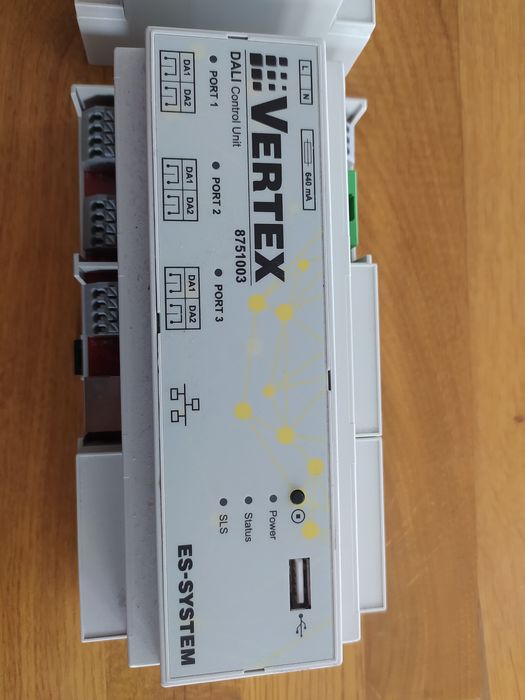 L N
640 mA
VERTEX
DALI Control Unit
8751003
PORT 1
PORT 2
PORT 3
DA1 DA2
DA1 DA2
DA1 DA2
Power
Status
SLS
ES-SYSTEM